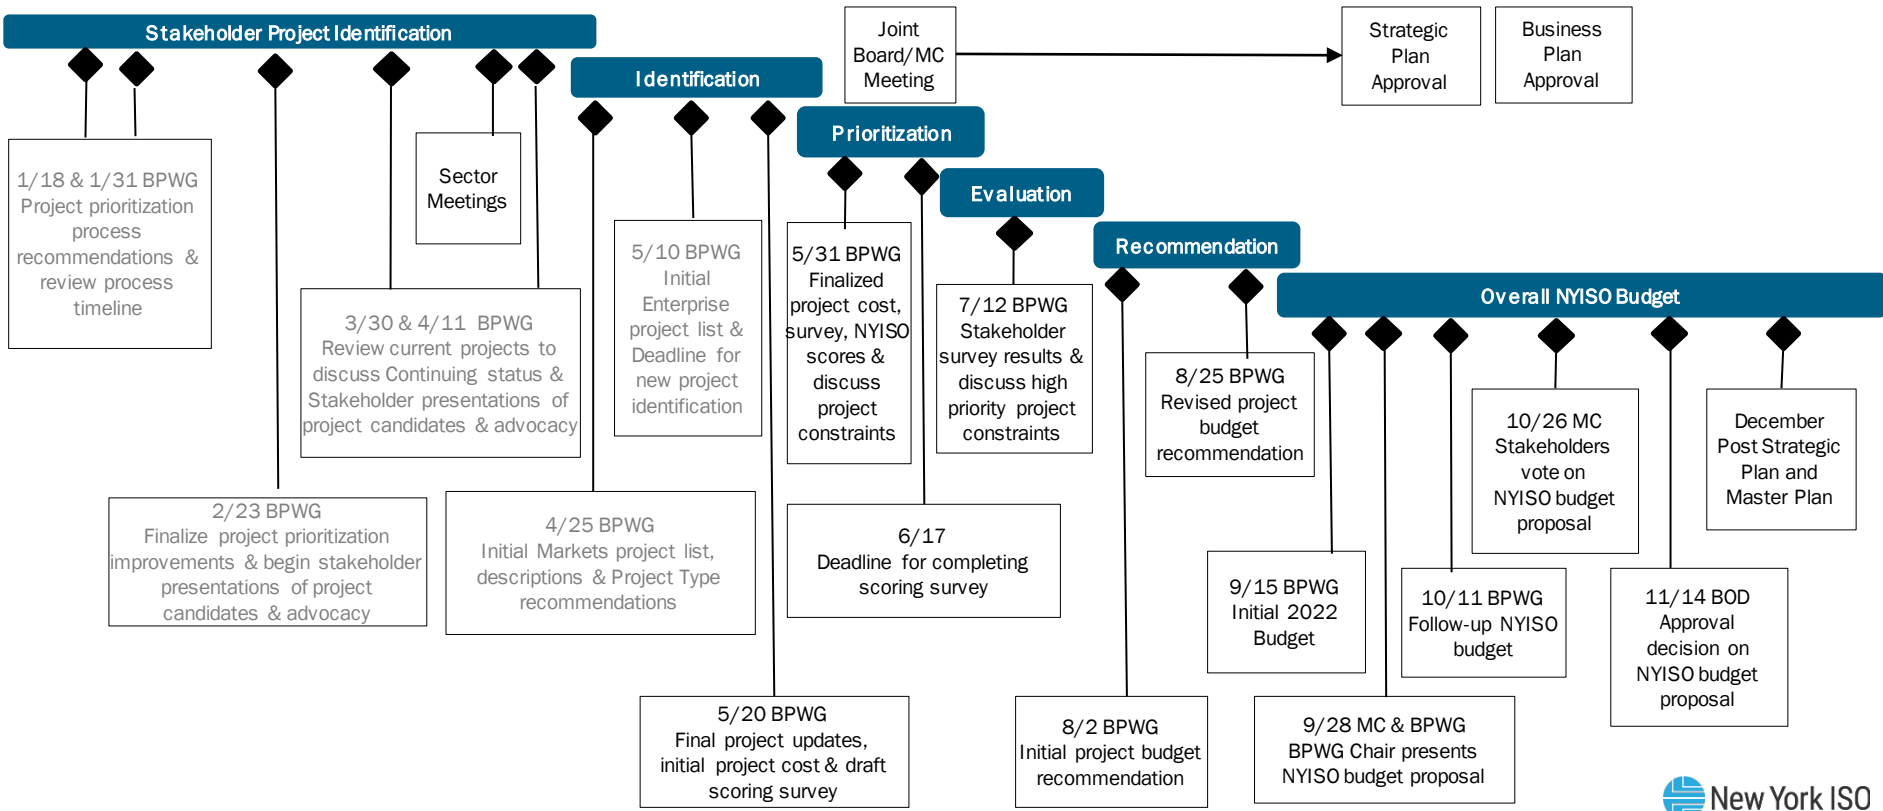 Stakeholder Project Identification
Identification
Prioritization
Evaluation
Recommendation
Overall NYISO Budget
Joint
Board/MC
Meeting
Strategic
Plan
Approval
Business
Plan
Approval
1/18 & 1/31 BPWG
Project prioritization
process
recommendations &
review process
timeline
2/23 BPWG
Finalize project prioritization
improvements & begin stakeholder
presentations of project
candidates & advocacy
3/30 & 4/11 BPWG
Review current projects to
discuss Continuing status &
Stakeholder presentations of
project candidates & advocacy
Sector
Meetings
4/25 BPWG
Initial Markets project list,
descriptions & Project Type
recommendations
5/10 BPWG
Initial
Enterprise
project list &
Deadline for
new project
identification
5/20 BPWG
Final project updates,
initial project cost & draft
scoring survey
5/31 BPWG
Finalized
project cost,
survey, NYISO
scores &
discuss
project
constraints
6/17
Deadline for completing
scoring survey
7/12 BPWG
Stakeholder
survey results &
discuss high
priority project
constraints
8/2 BPWG
Initial project budget
recommendation
8/25 BPWG
Revised project
budget
recommendation
9/15 BPWG
Initial 2022
Budget
9/28 MC & BPWG
BPWG Chair presents
NYISO budget proposal
10/11 BPWG
Follow-up NYISO
budget
10/26 MC
Stakeholders
vote on
NYISO budget
proposal
11/14 BOD
Approval
decision on
NYISO budget
proposal
December
Post Strategic
Plan and
Master Plan
New York ISO